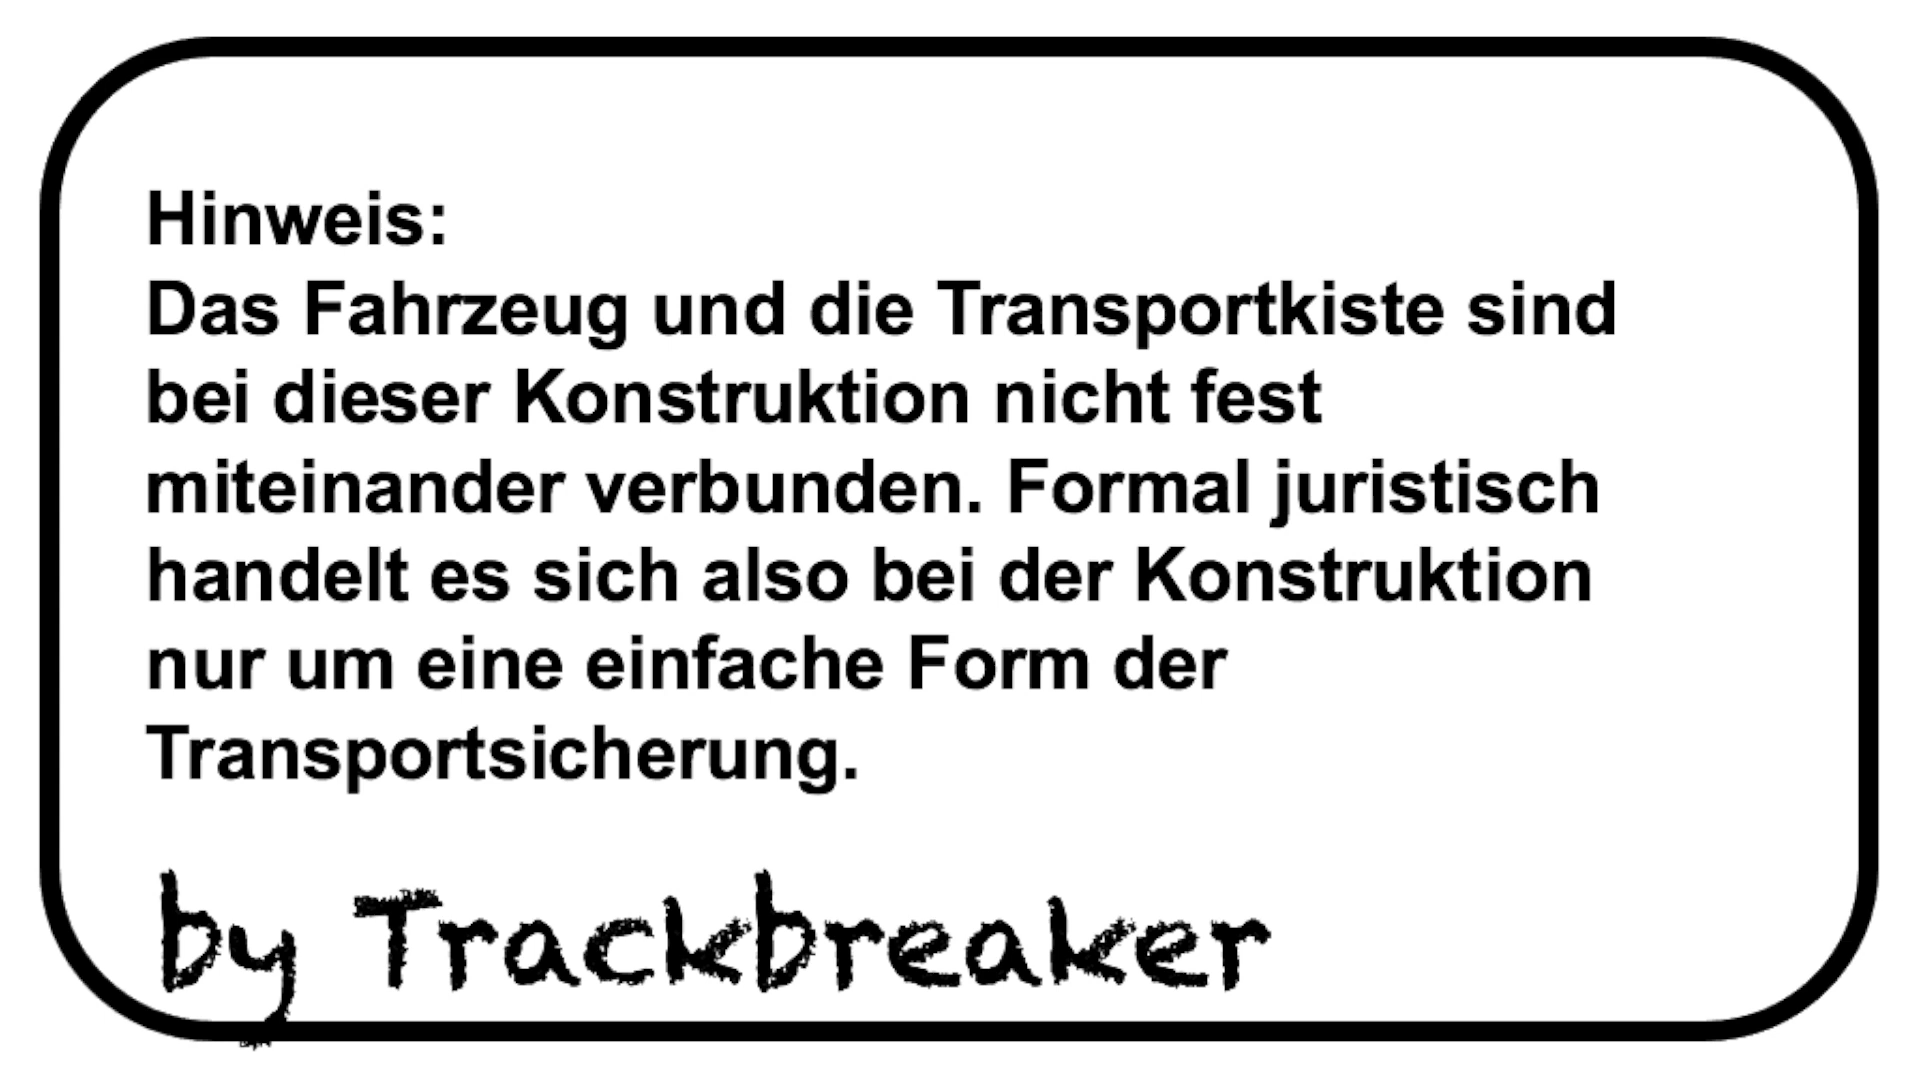 Hinweis:
Das Fahrzeug und die Transportkiste sind
bei dieser Konstruktion nicht fest
miteinander verbunden. Formal juristisch
handelt es sich also bei der Konstruktion
nur um eine einfache Form der
Transportsicherung.
by Trackbreaker